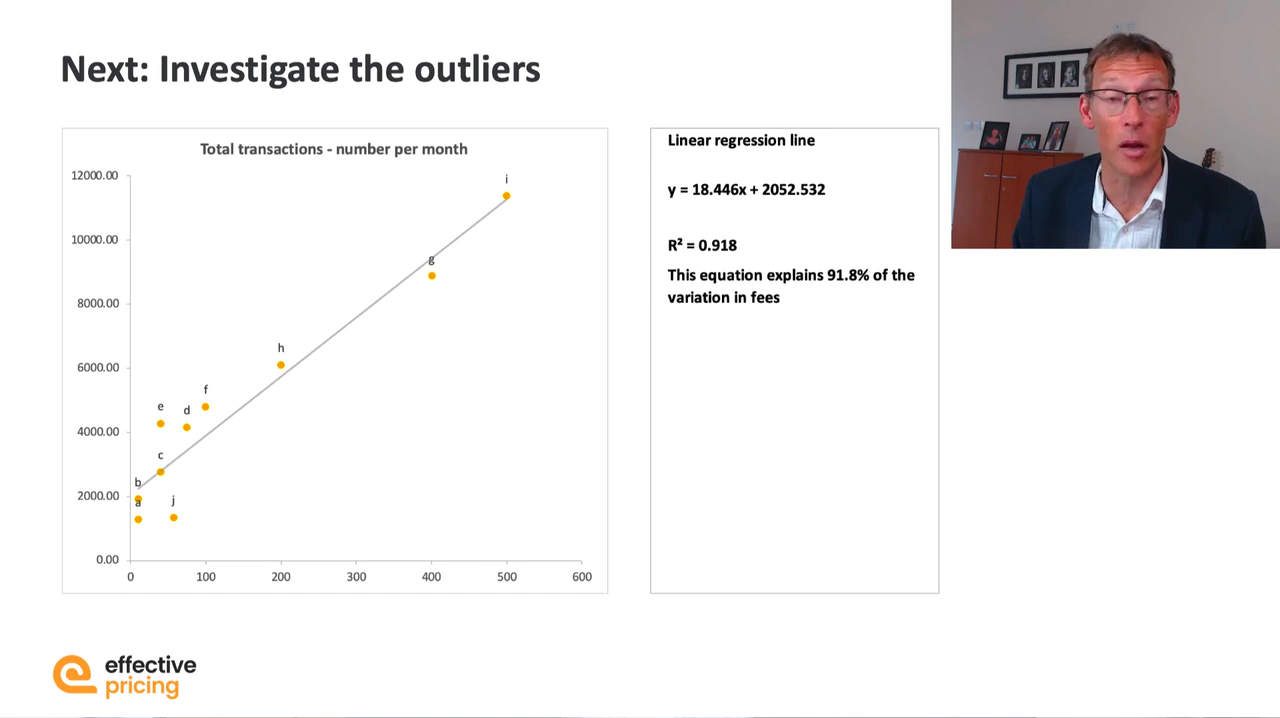 Next: Investigate the outliers
Total transactions - number per month
12000.00
10000.00
8000.00
6000.00
4000.00
2000.00
0.00
0
100
200
300
400
500
600
i
g
h
f
e
d
c
b
a
j
Linear regression line
y = 18.446x + 2052.532
R² = 0.918
This equation explains 91.8% of the
variation in fees
effective
pricing